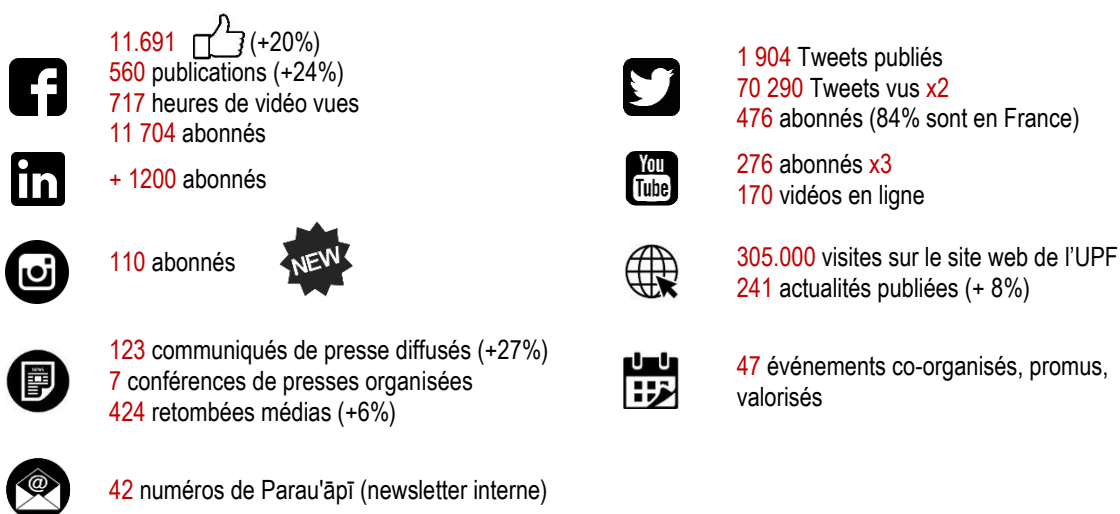 11.691 (+20%)
560 publications (+24%)
717 heures de vidéo vues
11 704 abonnés
in
+ 1200 abonnés
110 abonnés
NEW
123 communiqués de presse diffusés (+27%)
7 conférences de presses organisées
424 retombées médias (+6%)
@
42 numéros de Parau'āpī (newsletter interne)
1 904 Tweets publiés
70 290 Tweets vus x2
476 abonnés (84% sont en France)
You
Tube
276 abonnés x3
170 vidéos en ligne
305.000 visites sur le site web de l’UPF
241 actualités publiées (+ 8%)
47 événements co-organisés, promus,
valorisés